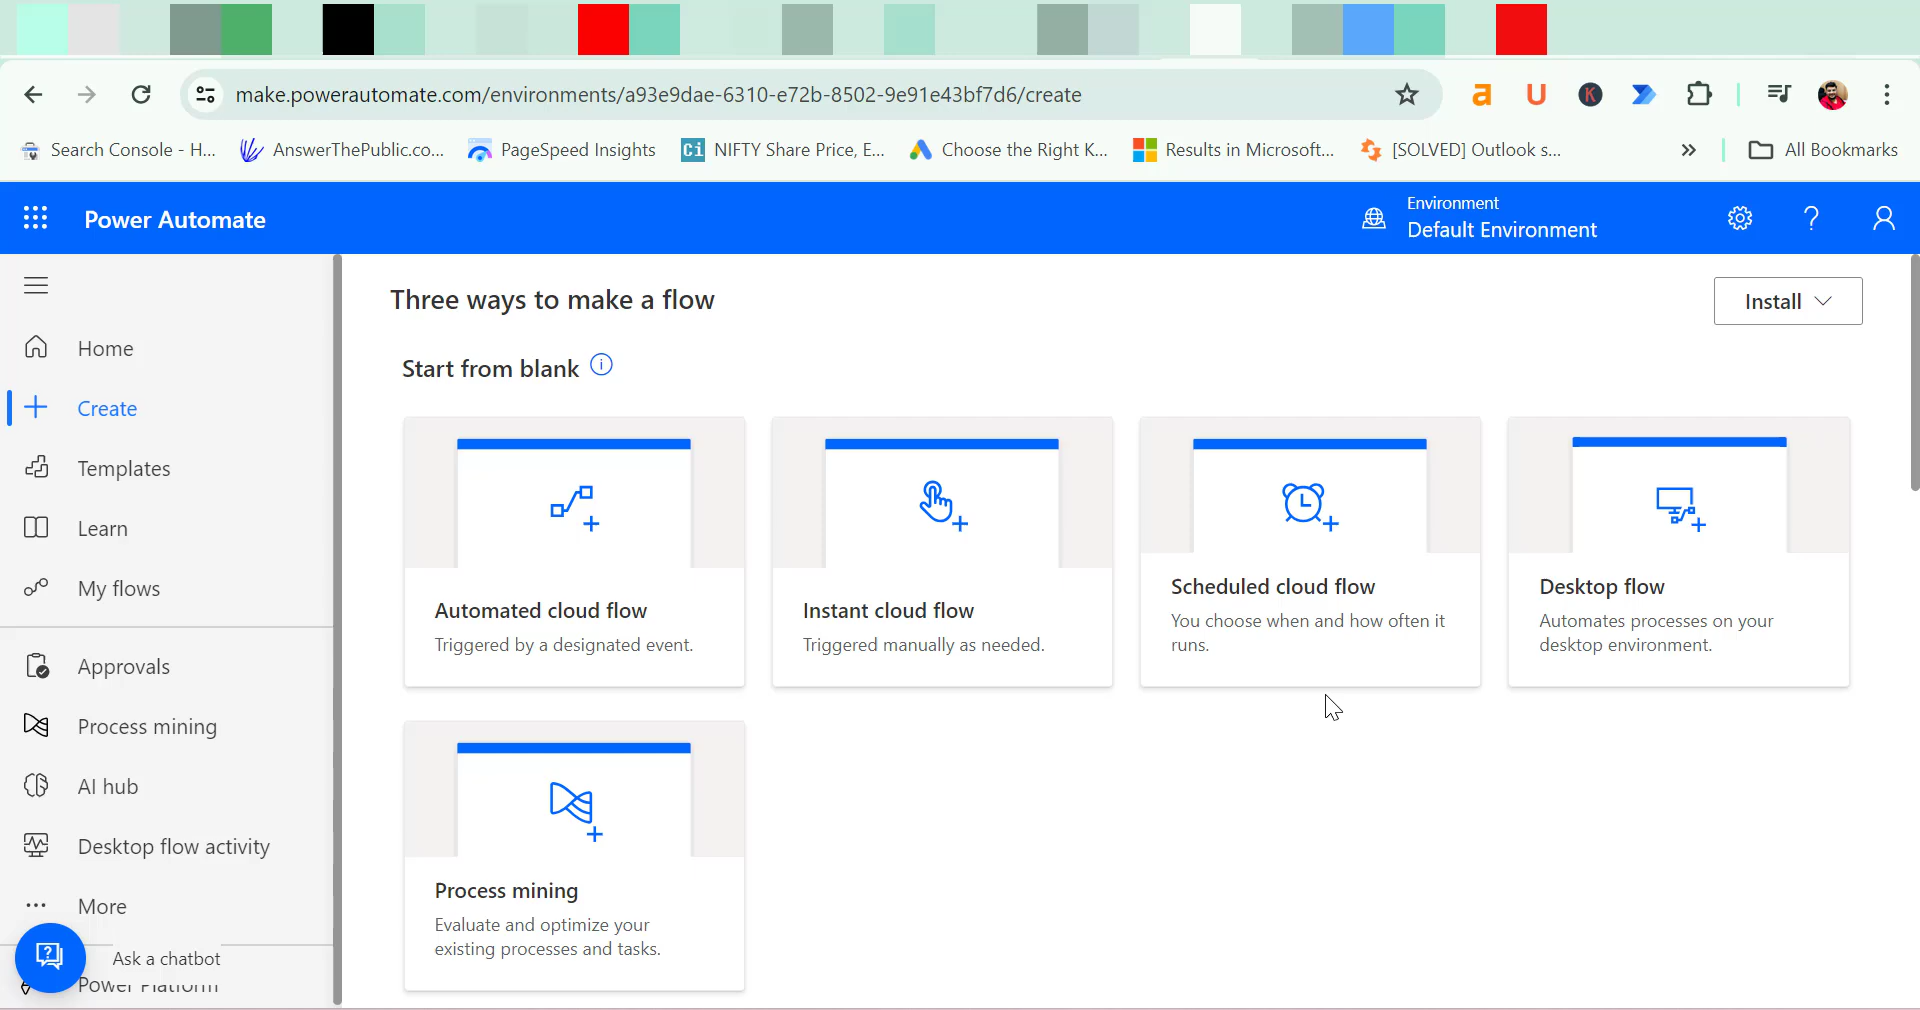 make.powerautomate.com/environments/a93e9dae-6310-e72b-8502-9e91e43bf7d6/create
Search Console - H...
AnswerThePublic.co...
PageSpeed Insights
Ci
NIFTY Share Price, E...
Choose the Right K...
Results in Microsoft...
[SOLVED] Outlook s...
All Bookmarks
Power Automate
Environment
Default Environment
Home
Create
Templates
Learn
My flows
Approvals
Process mining
AI hub
Desktop flow activity
More
Ask a chatbot
Power Platform
Three ways to make a flow
Install
Start from blank
Automated cloud flow
Triggered by a designated event.
Instant cloud flow
Triggered manually as needed.
Scheduled cloud flow
You choose when and how often it
runs.
Desktop flow
Automates processes on your
desktop environment.
Process mining
Evaluate and optimize your
existing processes and tasks.